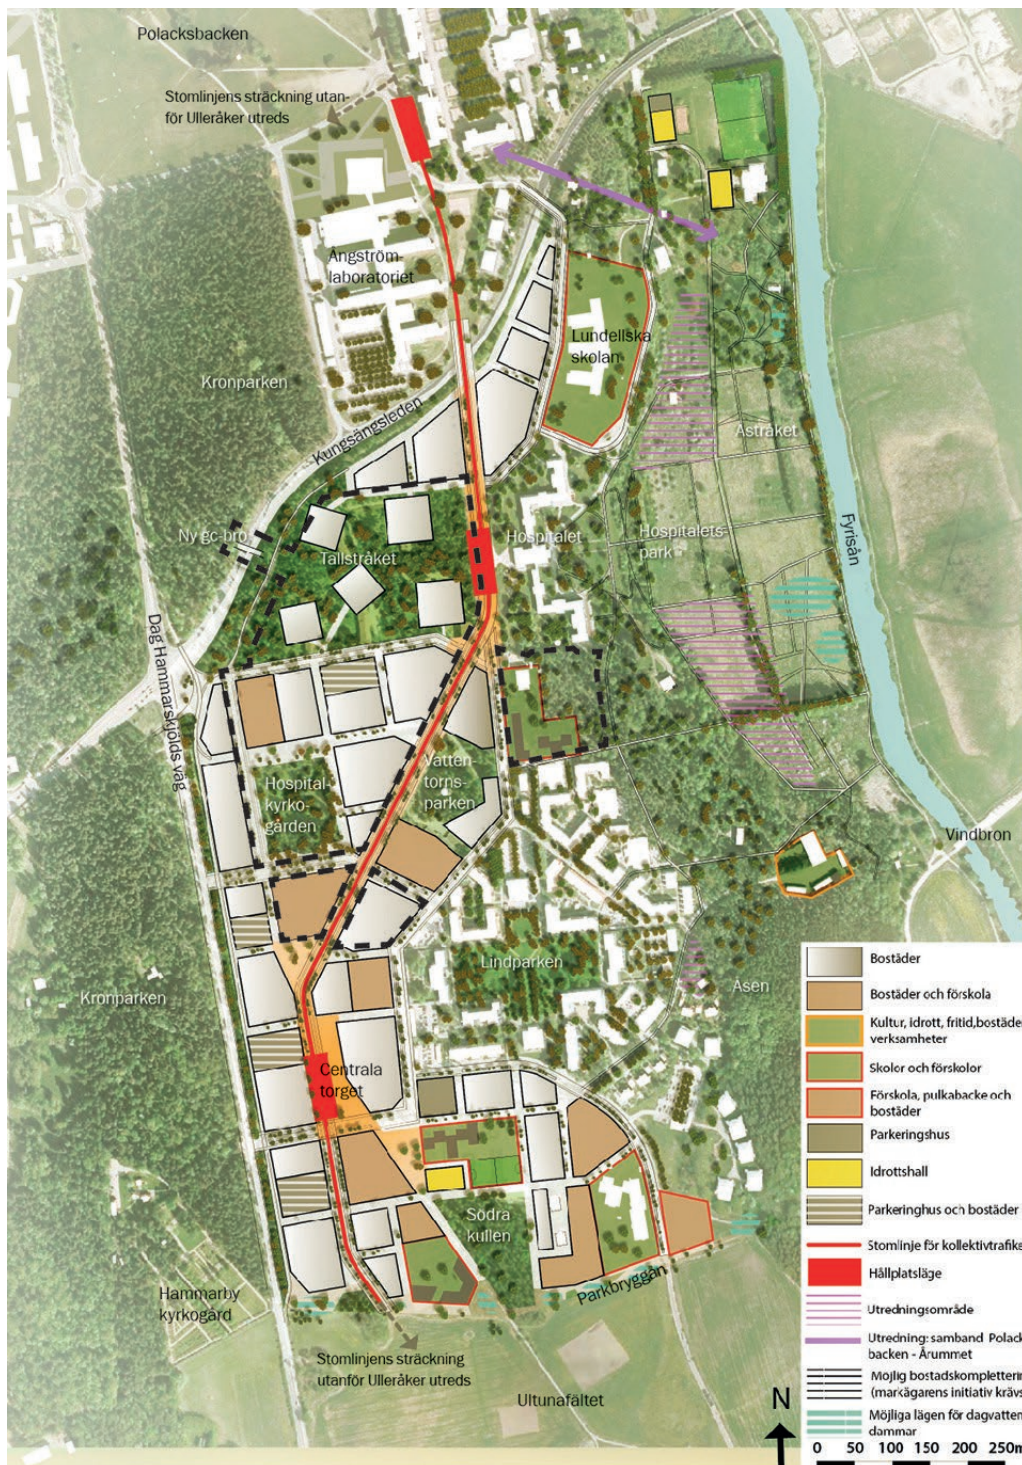 Polacksbacken
Stomlinjens sträckning utan-
för Ulleråker utreds
Ångström-
laboratoriet
Lundellska
skolan
Kronparken
Kungsängsleden
Årstråket
Fyrisån
Ny gc-bro
Tallstråket
Hospitalet
Hospitalets-
park
Dag Hammarskjölds väg
Hospital-
kyrko-
gården
Vatten-
torns-
parken
Vindbron
Lindparken
Åsen
Kronparken
Centrala
torget
Södra
kullen
Parkbryggan
Hammarby
kyrkogård
Stomlinjens sträckning
utanför Ulleråker utreds
Ultunafältet
N
Bostäder
Bostäder och förskola
Kultur, idrott, fritid,bostäde
verksamheter
Skolor och förskolor
Förskola, pulkabacke och
bostäder
Parkeringshus
Idrottshall
Parkeringhus och bostäder
Stomlinje för kollektivtrafike
Hållplatsläge
Utredningsområde
Utredning: samband Polack
backen - Årummet
Möjlig bostadskompletterin
(markägarens initiativ krävs
Möjliga lägen för dagvatten
dammar
0 50 100 150 200 250m